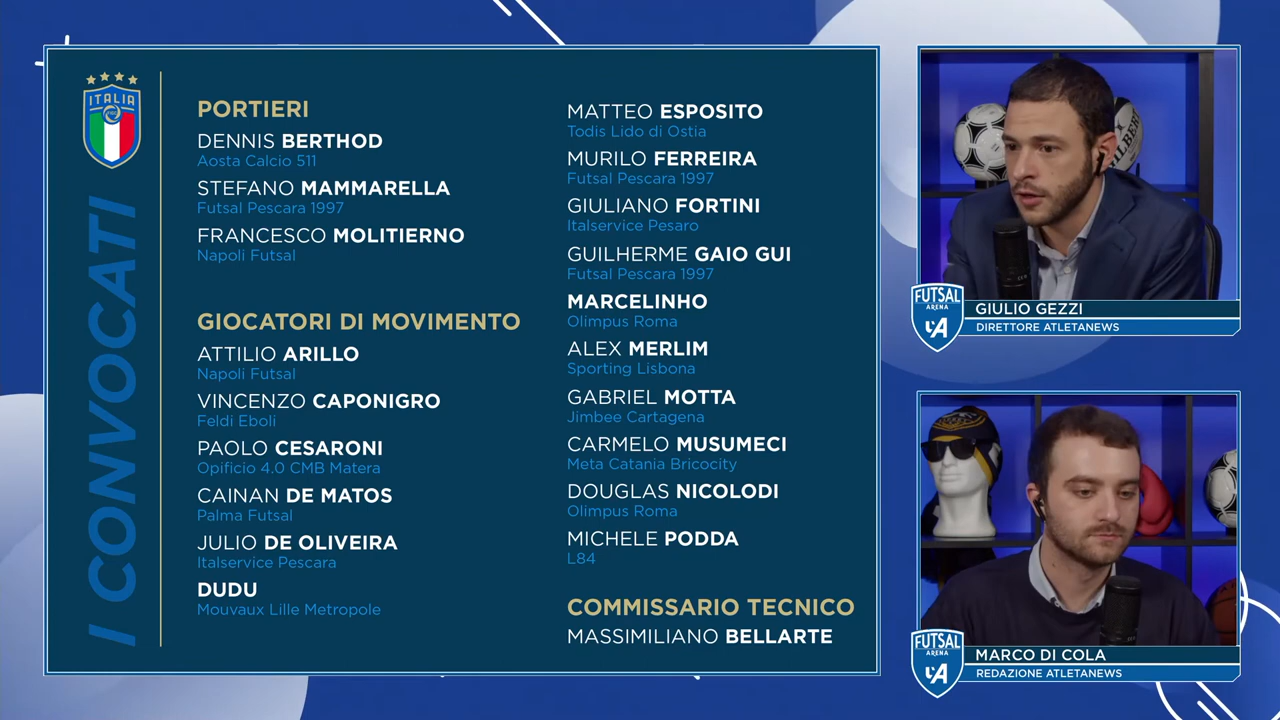 ITALIA
I CONVOCATI
PORTIERI
DENNIS BERTHOD
Aosta Calcio 511
STEFANO MAMMARELLA
Futsal Pescara 1997
FRANCESCO MOLITIERNO
Napoli Futsal
GIOCATORI DI MOVIMENTO
ATTILIO ARILLO
Napoli Futsal
VINCENZO CAPONIGRO
Feldi Eboli
PAOLO CESARONI
Opificio 4.0 CMB Matera
CAINAN DE MATOS
Palma Futsal
JULIO DE OLIVEIRA
Italservice Pescara
DUDU
Mouvaux Lille Metropole
MATTEO ESPOSITO
Todis Lido di Ostia
MURILO FERREIRA
Futsal Pescara 1997
GIULIANO FORTINI
Italservice Pesaro
GUILHERME GAIO GUI
Futsal Pescara 1997
MARCELINHO
Olimpus Roma
ALEX MERLIM
Sporting Lisbona
GABRIEL MOTTA
Jimbee Cartagena
CARMELO MUSUMECI
Meta Catania Bricocity
DOUGLAS NICOLODI
Olimpus Roma
MICHELE PODDA
L84
COMMISSARIO TECNICO
MASSIMILIANO BELLARTE
FUTSAL
ARENA
GIULIO GEZZI
DIRETTORE ATLETANEWS
FUTSAL
ARENA
MARCO DI COLA
REDAZIONE ATLETANEWS